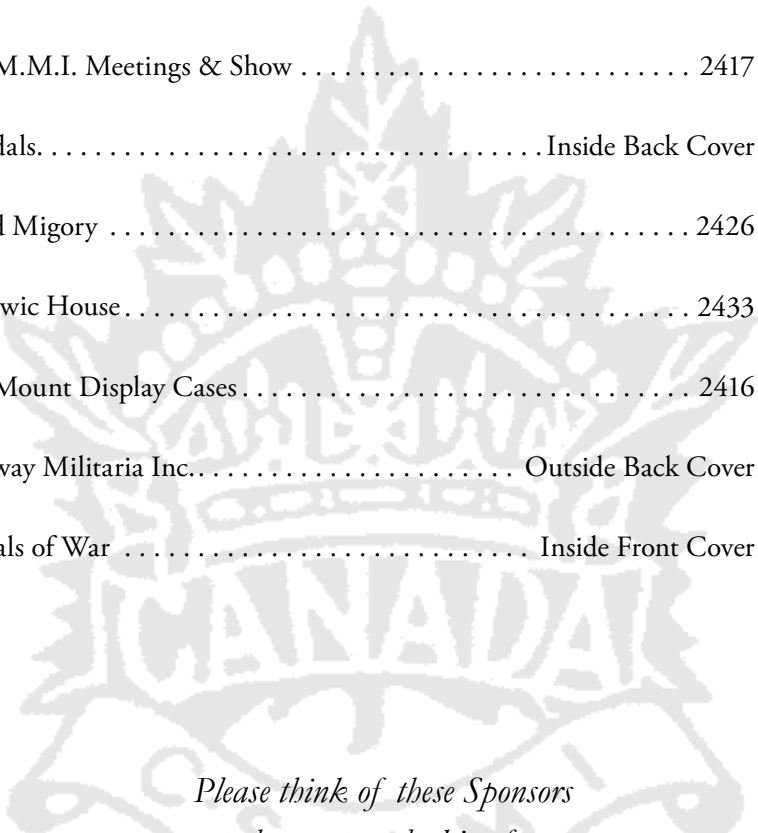 M.M.I. Meetings & Show . . . . . . . . . . . . . . . . . . . . . . . . . . . 2417
dals. . . . . . . . . . . . . . . . . . . . . . . . . . . . . . . . . . . Inside Back Cover
d Migory . . . . . . . . . . . . . . . . . . . . . . . . . . . . . . . . . . . . . . . . 2426
wic House . . . . . . . . . . . . . . . . . . . . . . . . . . . . . . . . . . . . . . . 2433
Mount Display Cases . . . . . . . . . . . . . . . . . . . . . . . . . . . . . . . 2416
way Militaria Inc. . . . . . . . . . . . . . . . . . . . . . . Outside Back Cover
als of War . . . . . . . . . . . . . . . . . . . . . . . . . . . . Inside Front Cover
CANADA
Please think of these Sponsors